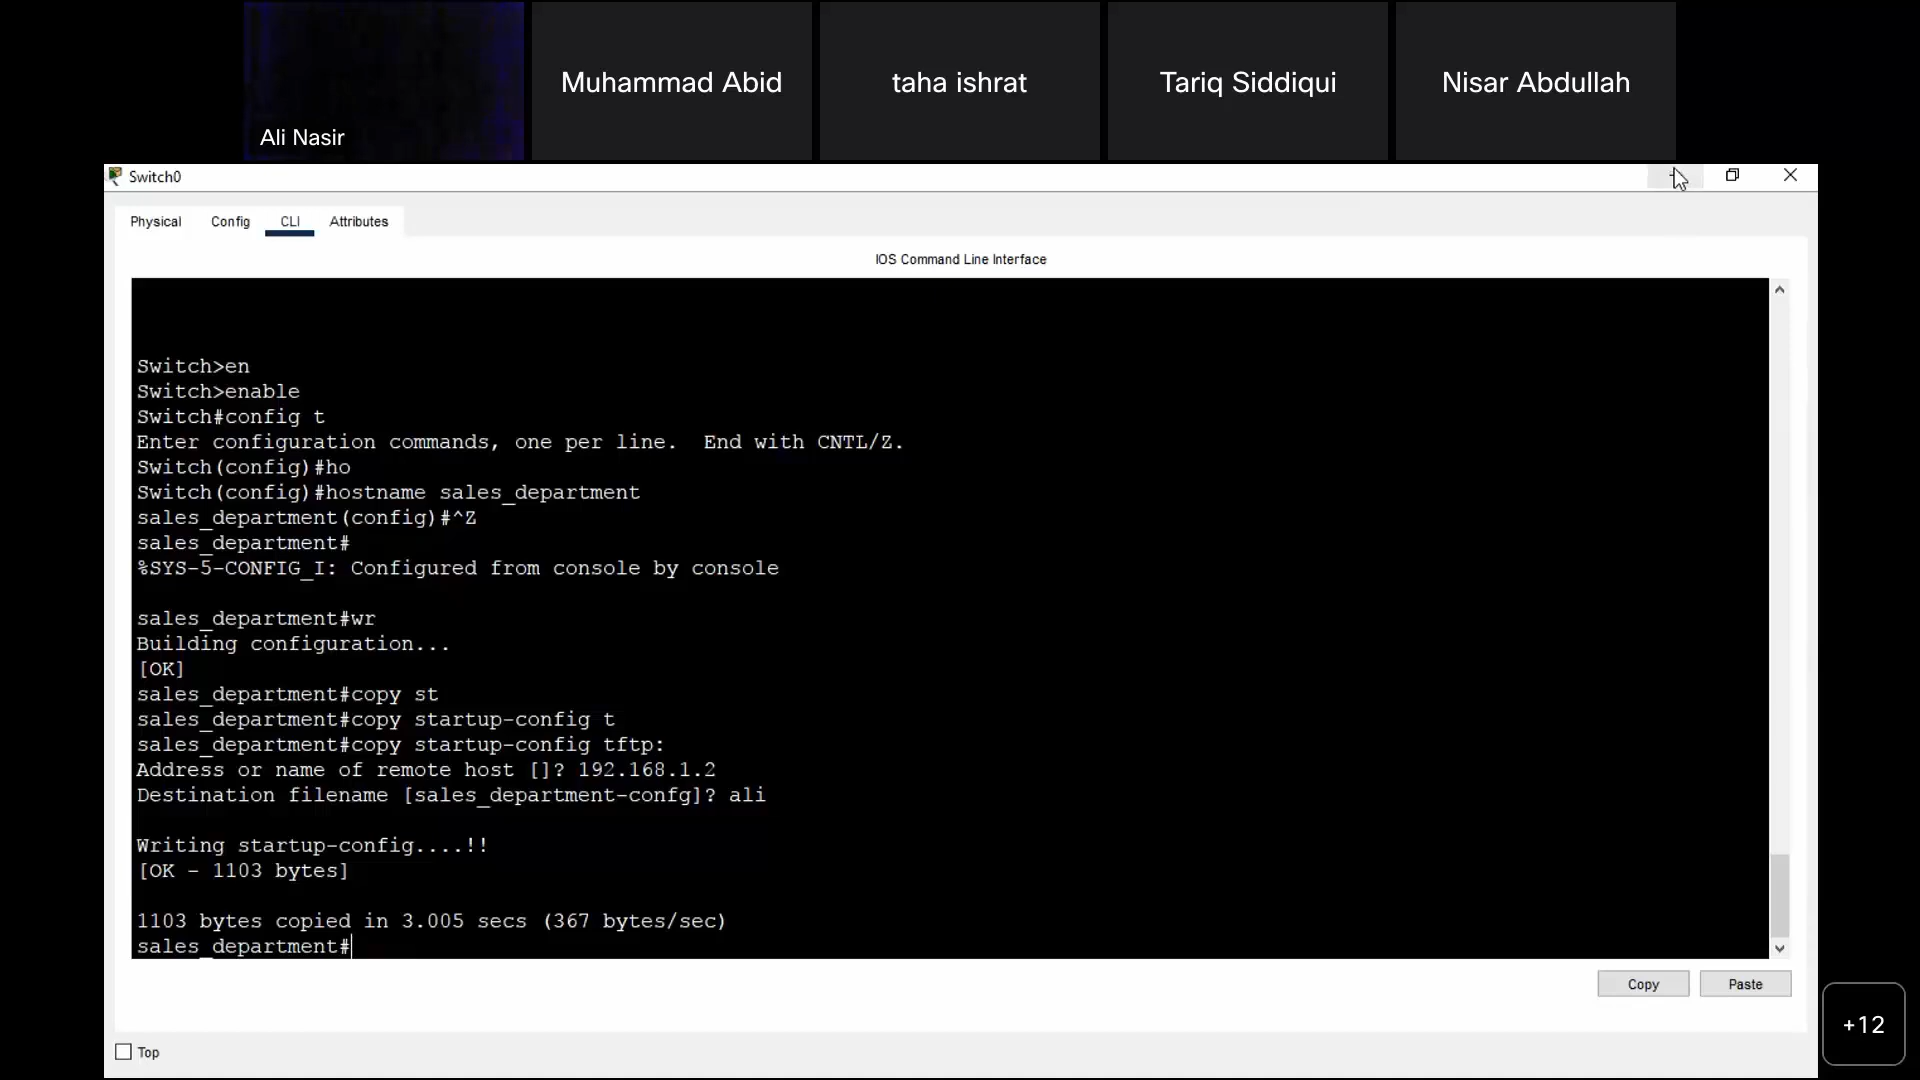 Ali Nasir
Muhammad Abid
taha ishrat
Tariq Siddiqui
Nisar Abdullah
Switch0
Physical
Config
CLI
Attributes
IOS Command Line Interface
Switch>en
Switch>enable
Switch#config t
Enter configuration commands, one per line.  End with CNTL/Z.
Switch(config)#ho
Switch(config)#hostname sales_department
sales_department(config)#^Z
sales_department#
%SYS-5-CONFIG_I: Configured from console by console
sales_department#wr
Building configuration...
[OK]
sales_department#copy st
sales_department#copy startup-config t
sales_department#copy startup-config tftp:
Address or name of remote host []? 192.168.1.2
Destination filename [sales_department-confg]? ali
Writing startup-config....!!
[OK - 1103 bytes]
1103 bytes copied in 3.005 secs (367 bytes/sec)
sales_department#
Copy
Paste
+12
Top